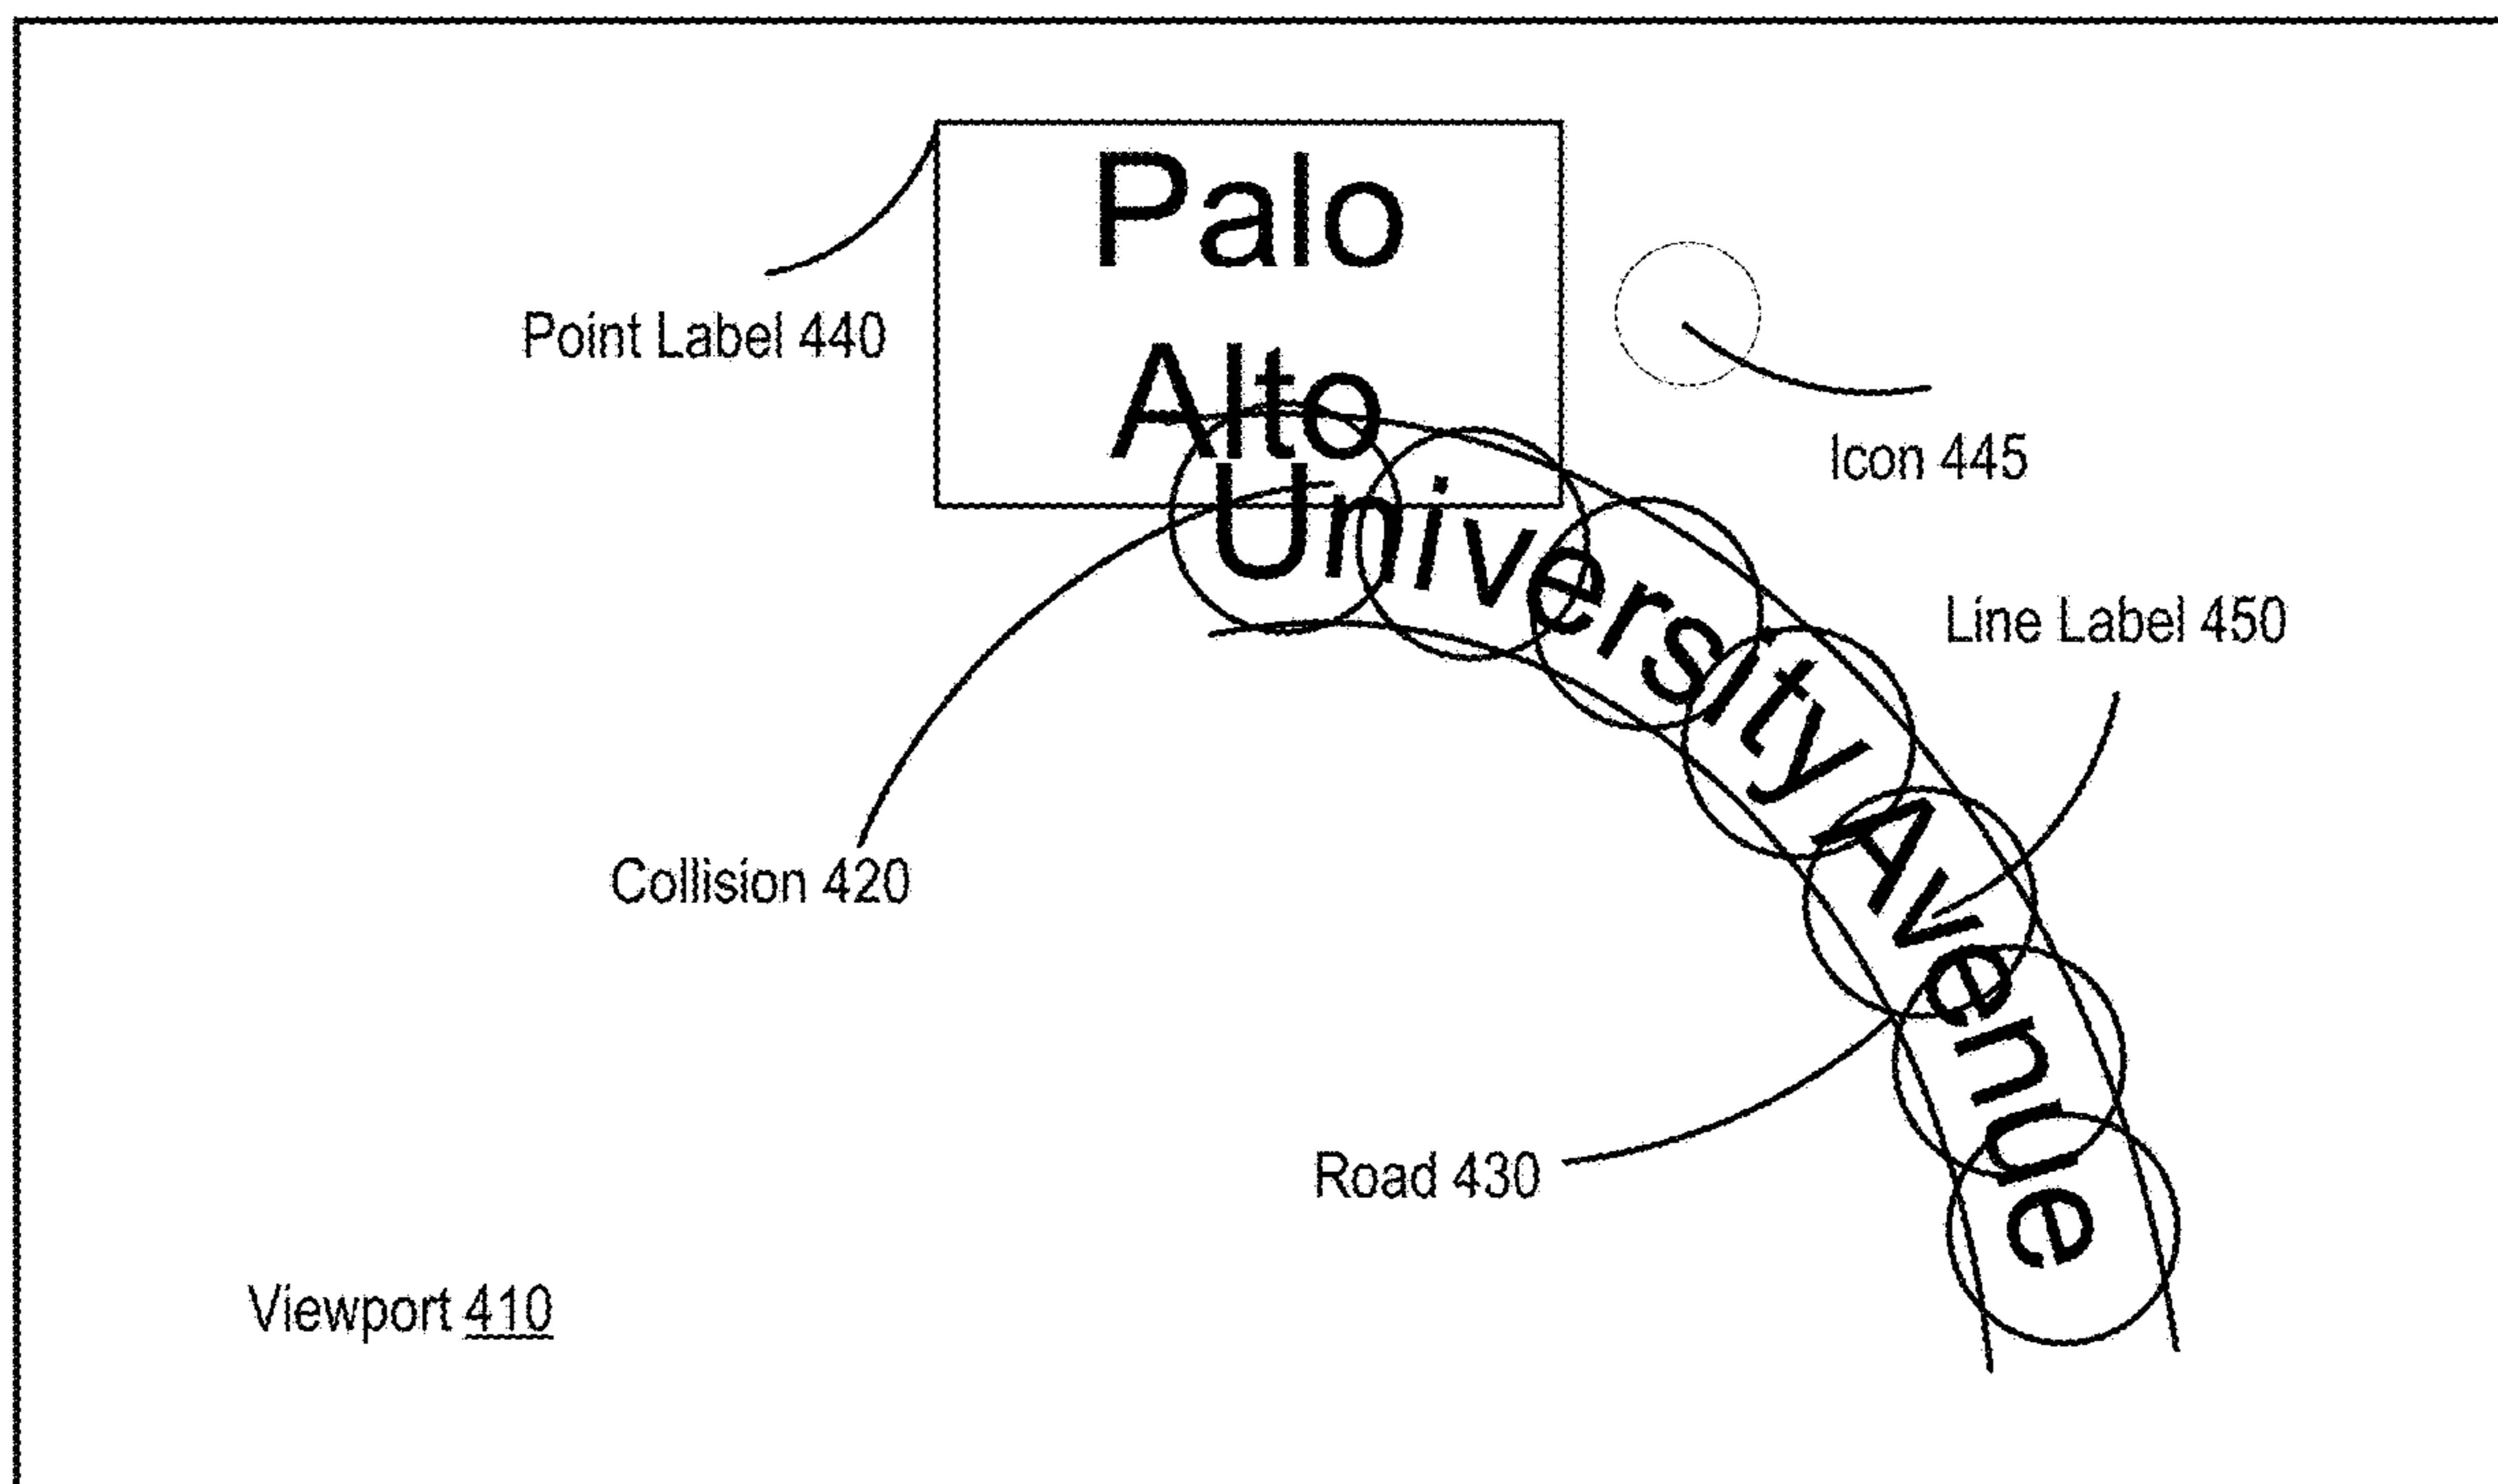 Palo
Alto
Point Label 440
Icon 445
University Avenue
Line Label 450
Collision 420
Road 430
Viewport 410